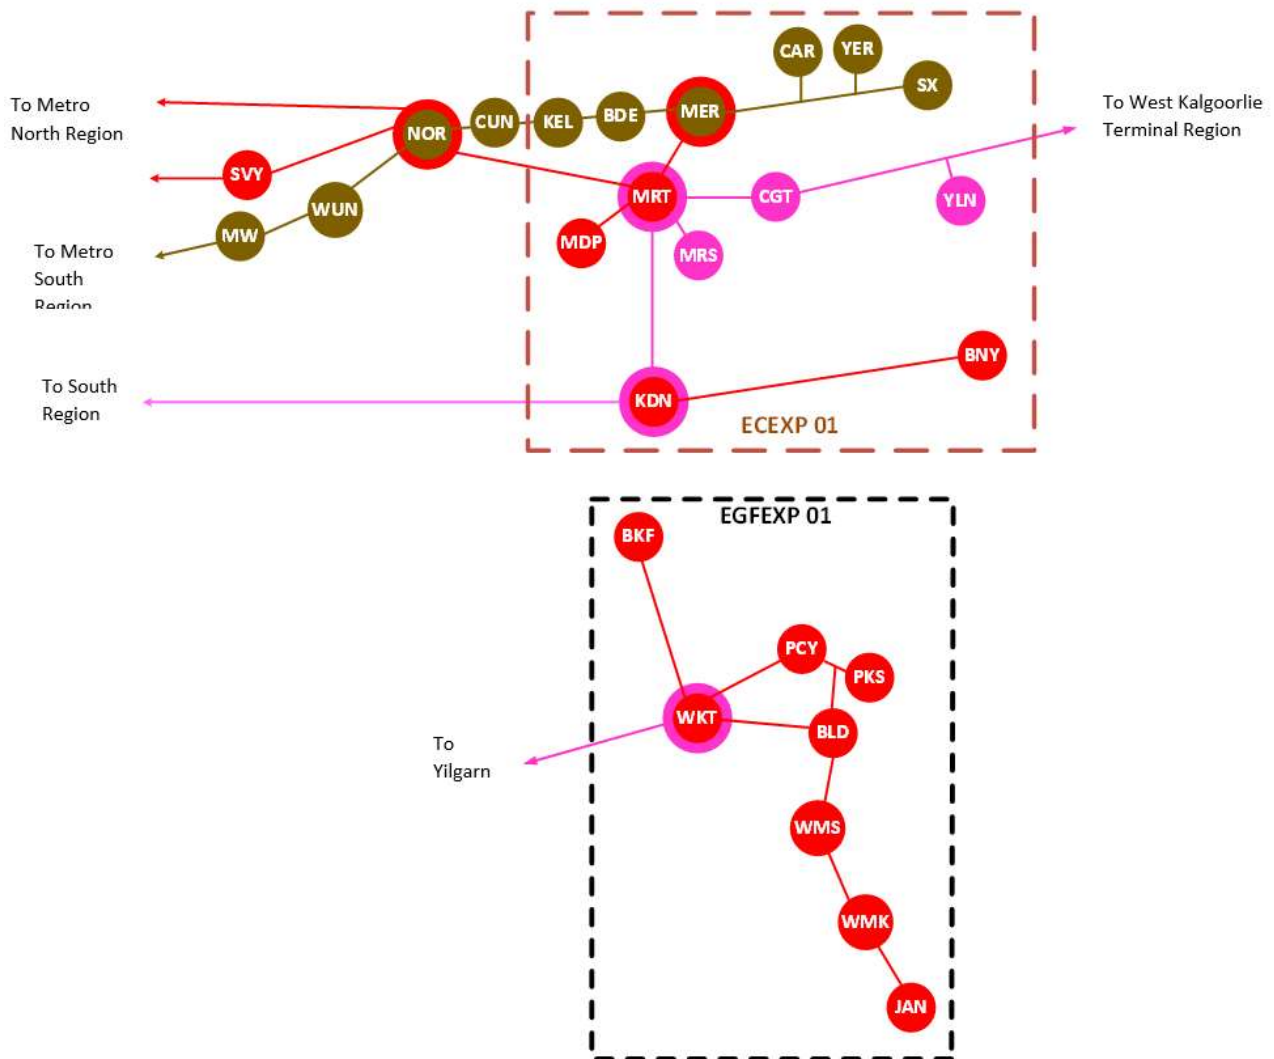 CAR
YER
SX
To Metro
North Region
To West Kalgoorlie
Terminal Region
NOR
CUN
KEL
BDE
MER
SVY
MRT
CGT
YLN
WUN
MW
MDP
MRS
To Metro
South
Region
BNY
To South
Region
KDN
ECEXP 01
EGFEXP 01
BKF
PCY
PKS
WKT
BLD
To
Yilgarn
WMS
WMK
JAN